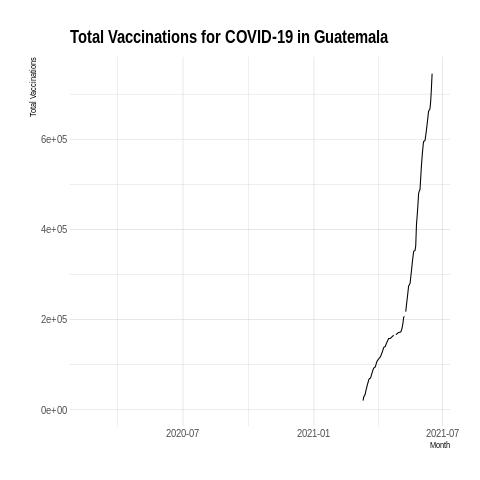 Total Vaccinations for COVID-19 in Guatemala
Total Vaccinations
6e+05
4e+05
2e+05
0e+00
2020-07
2021-01
2021-07
Month